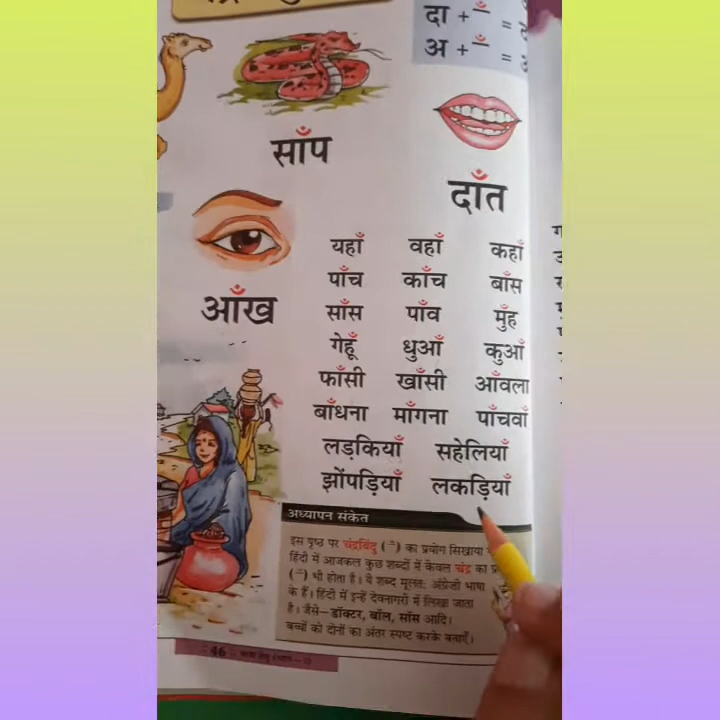 दा + ँ =
अ + ँ =
साँप
दाँत
आँख
यहाँ वहाँ कहाँ
पाँच काँच बाँस
साँस पाँव मुँह
गेहूँ धुआँ कुआँ
फाँसी खाँसी आँवला
बाँधना माँगना पाँचवाँ
लड़कियाँ सहेलियाँ
झोंपड़ियाँ लकड़ियाँ
अध्यापन संकेत
इस पृष्ठ पर चंद्रबिंदु (ँ) का प्रयोग सिखाया
हिंदी में आजकल कुछ शब्दों में केवल चंद्र का
(ॅ) भी होता है। ये शब्द मूलतः अंग्रेज़ी भाषा
के हैं। हिंदी में इन्हें देवनागरी में लिखा जाता
है। जैसे– डॉक्टर, बॉल, सॉस आदि।
बच्चों को दोनों का अंतर स्पष्ट करके बताएँ।
46